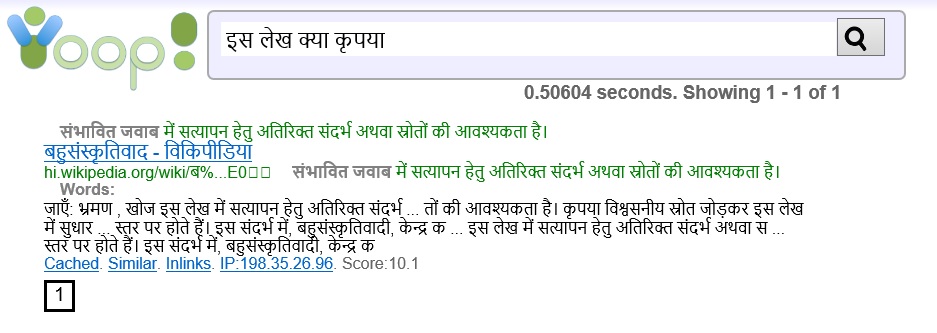 Yoop!
इस लेख क्या कृपया
0.50604 seconds. Showing 1 - 1 of 1
संभावित जवाब में सत्यापन हेतु अतिरिक्त संदर्भ अथवा स्रोतों की आवश्यकता है।
बहुसंस्कृतिवाद - विकिपीडिया
hi.wikipedia.org/wiki/ब%...E0□□ संभावित जवाब में सत्यापन हेतु अतिरिक्त संदर्भ अथवा स्रोतों की आवश्यकता है।
Words:
जाएँ: भ्रमण , खोज इस लेख में सत्यापन हेतु अतिरिक्त संदर्भ ... तों की आवश्यकता है। कृपया विश्वसनीय स्रोत जोड़कर इस लेख
में सुधार ... स्तर पर होते हैं। इस संदर्भ में, बहुसंस्कृतिवादी, केन्द्र क ... इस लेख में सत्यापन हेतु अतिरिक्त संदर्भ अथवा स ...
स्तर पर होते हैं। इस संदर्भ में, बहुसंस्कृतिवादी, केन्द्र क
Cached. Similar. Inlinks. IP:198.35.26.96. Score:10.1
1